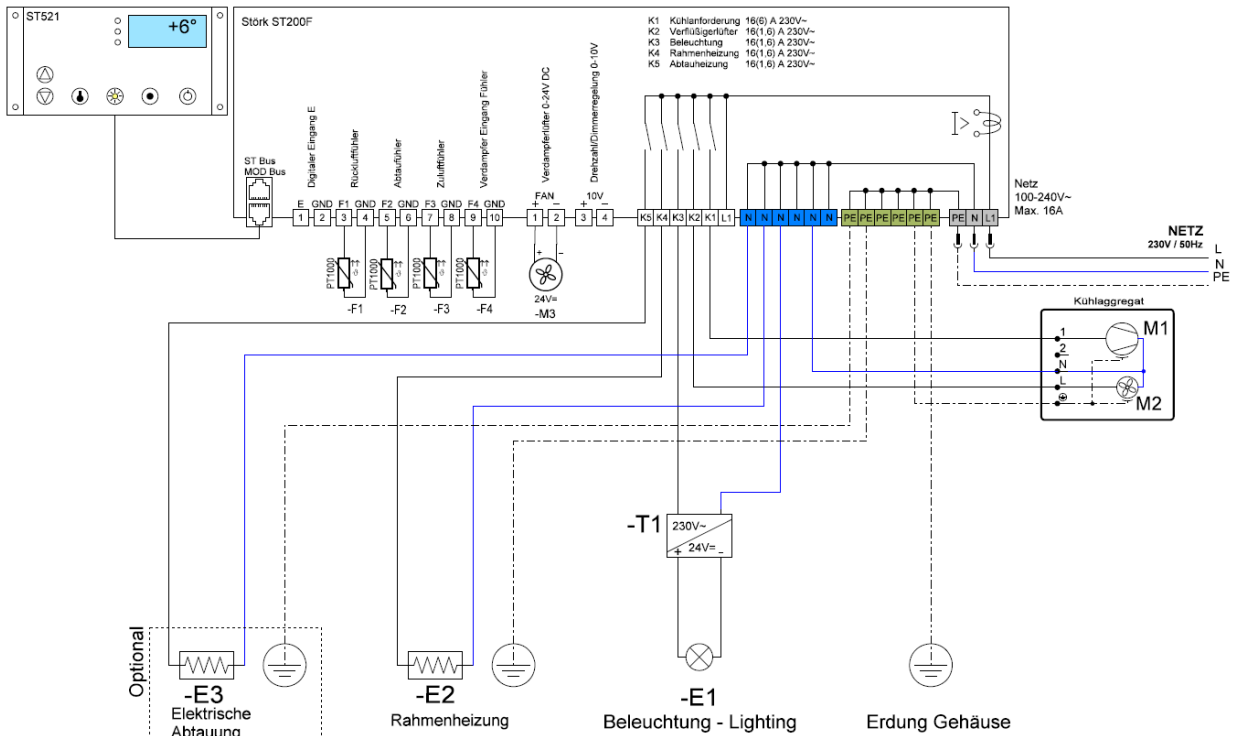 ST521
+6°
Störk ST200F
K1 Kühlanforderung 16(6) A 230V~
K2 Verflüßigerlüfter 16(1,6) A 230V~
K3 Beleuchtung 16(1,6) A 230V~
K4 Rahmenheizung 16(1,6) A 230V~
K5 Abtauheizung 16(1,6) A 230V~
Digitaler Eingang E
Rückluftfühler
Abtaufühler
Zuluftfühler
Verdampfer Eingang Fühler
Verdampferlüfter 0-24V DC
Drehzahl/Dimmerregelung 0-10V
I>
ST Bus
MOD Bus
Netz
100-240V~
Max. 16A
E GND F1 GND F2 GND F3 GND F4 GND
1 2 3 4 5 6 7 8 9 10
FAN
+ −
1 2
10V
+ −
3 4
K5 K4 K3 K2 K1 L1 N N N N N N PE PE PE PE PE PE PE N L1
NETZ
230V / 50Hz
L
N
PE
PT1000
PT1000
PT1000
PT1000
-F1
-F2
-F3
-F4
+ −
24V=
-M3
Kühlaggregat
1
2
N
L
M1
M2
-T1
230V~
+ 24V= −
Optional
-E3
Elektrische
Abtauung
-E2
Rahmenheizung
-E1
Beleuchtung - Lighting
Erdung Gehäuse